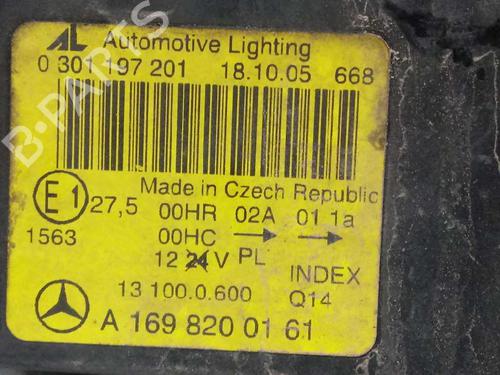 AL Automotive Lighting
0 301 197 201 18.10.05 668
Made in Czech Republic
E1 27,5 00HR 02A 01 1a
1563 00HC → →
12 24 V PL
INDEX
13 100.0.600 Q14
A 169 820 01 61
B-PARTS